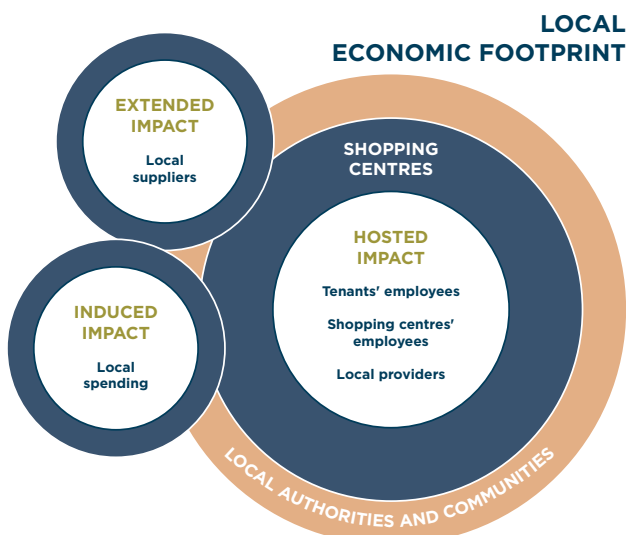 LOCAL
ECONOMIC FOOTPRINT
EXTENDED
IMPACT
Local
suppliers
SHOPPING
CENTRES
HOSTED
IMPACT
Tenants' employees
Shopping centres'
employees
Local providers
INDUCED
IMPACT
Local
spending
LOCAL AUTHORITIES AND COMMUNITIES